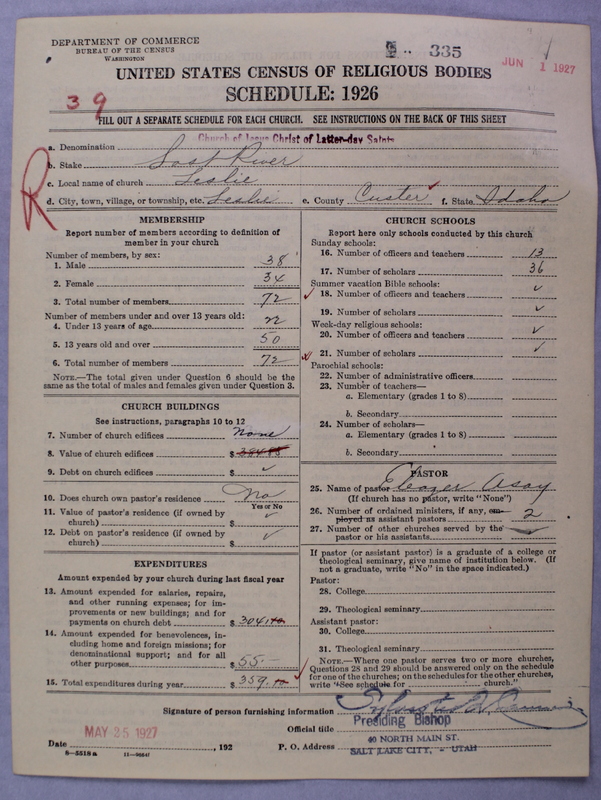 DEPARTMENT OF COMMERCE
BUREAU OF THE CENSUS
WASHINGTON
335
JUN 1 1927
UNITED STATES CENSUS OF RELIGIOUS BODIES
SCHEDULE: 1926
39
FILL OUT A SEPARATE SCHEDULE FOR EACH CHURCH. SEE INSTRUCTIONS ON THE BACK OF THIS SHEET
a. Denomination Church of Jesus Christ of Latter-day Saints
b. Stake Lost River
c. Local name of church Leslie
d. City, town, village, or township, etc. Leslie e. County Custer f. State Idaho
R
MEMBERSHIP
Report number of members according to definition of
member in your church
Number of members, by sex:
1. Male 38
2. Female 34
3. Total number of members 72
Number of members under and over 13 years old:
4. Under 13 years of age 22
5. 13 years old and over 50
6. Total number of members 72
NOTE.—The total given under Question 6 should be the
same as the total of males and females given under Question 3.
CHURCH BUILDINGS
See instructions, paragraphs 10 to 12
7. Number of church edifices none
8. Value of church edifices $
9. Debt on church edifices $ ✓
10. Does church own pastor's residence No
Yes or No
11. Value of pastor's residence (if owned by
church) $ ✓
12. Debt on pastor's residence (if owned by
church) $ ✓
EXPENDITURES
Amount expended by your church during last fiscal year
13. Amount expended for salaries, repairs,
and other running expenses; for im-
provements or new buildings; and for
payments on church debt $ 304
14. Amount expended for benevolences, in-
cluding home and foreign missions; for
denominational support; and for all
other purposes $ 55.—
15. Total expenditures during year $ 359.
CHURCH SCHOOLS
Report here only schools conducted by this church
Sunday schools:
16. Number of officers and teachers 13
17. Number of scholars 36
Summer vacation Bible schools:
18. Number of officers and teachers ✓
19. Number of scholars ✓
Week-day religious schools:
20. Number of officers and teachers ✓
21. Number of scholars ✓
Parochial schools:
22. Number of administrative officers
23. Number of teachers—
a. Elementary (grades 1 to 8)
b. Secondary
24. Number of scholars—
a. Elementary (grades 1 to 8)
b. Secondary
PASTOR
25. Name of pastor Eleazer Asay
(If church has no pastor, write "None")
26. Number of ordained ministers, if any, em-
ployed as assistant pastors 2
27. Number of other churches served by the
pastor or his assistants
If pastor (or assistant pastor) is a graduate of a college or
theological seminary, give name of institution below. (If
not a graduate, write "No" in the space indicated.)
Pastor:
28. College
29. Theological seminary
Assistant pastor:
30. College
31. Theological seminary
NOTE.—Where one pastor serves two or more churches,
Questions 28 and 29 should be answered only on the schedule
for one of the churches; on the schedules for the other churches,
write "See schedule for church."
Signature of person furnishing information
Official title Presiding Bishop
MAY 25 1927
Date , 192 P. O. Address 40 NORTH MAIN ST.
SALT LAKE CITY, - UTAH
8—5518a 11—9664f